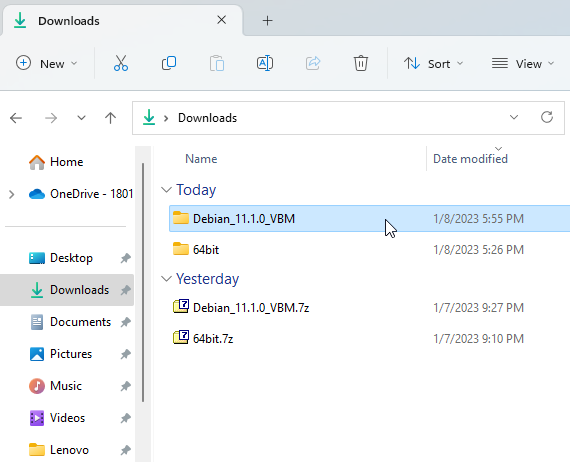 Downloads
New
Sort
View
Downloads
Home
OneDrive - 1801
Desktop
Downloads
Documents
Pictures
Music
Videos
Lenovo
Name Date modified
Today
Debian_11.1.0_VBM 1/8/2023 5:55 PM
64bit 1/8/2023 5:26 PM
Yesterday
Debian_11.1.0_VBM.7z 1/7/2023 9:27 PM
64bit.7z 1/7/2023 9:10 PM